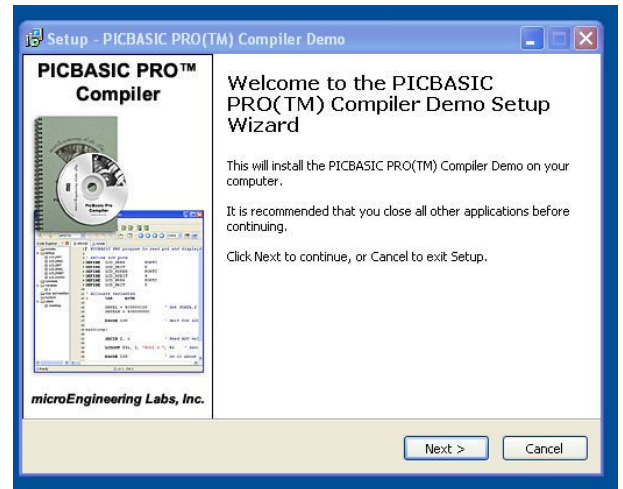 Setup - PICBASIC PRO(TM) Compiler Demo
PICBASIC PRO™
Compiler
microEngineering Labs, Inc.
Welcome to the PICBASIC
PRO(TM) Compiler Demo Setup
Wizard
This will install the PICBASIC PRO(TM) Compiler Demo on your
computer.
It is recommended that you close all other applications before
continuing.
Click Next to continue, or Cancel to exit Setup.
Next >
Cancel